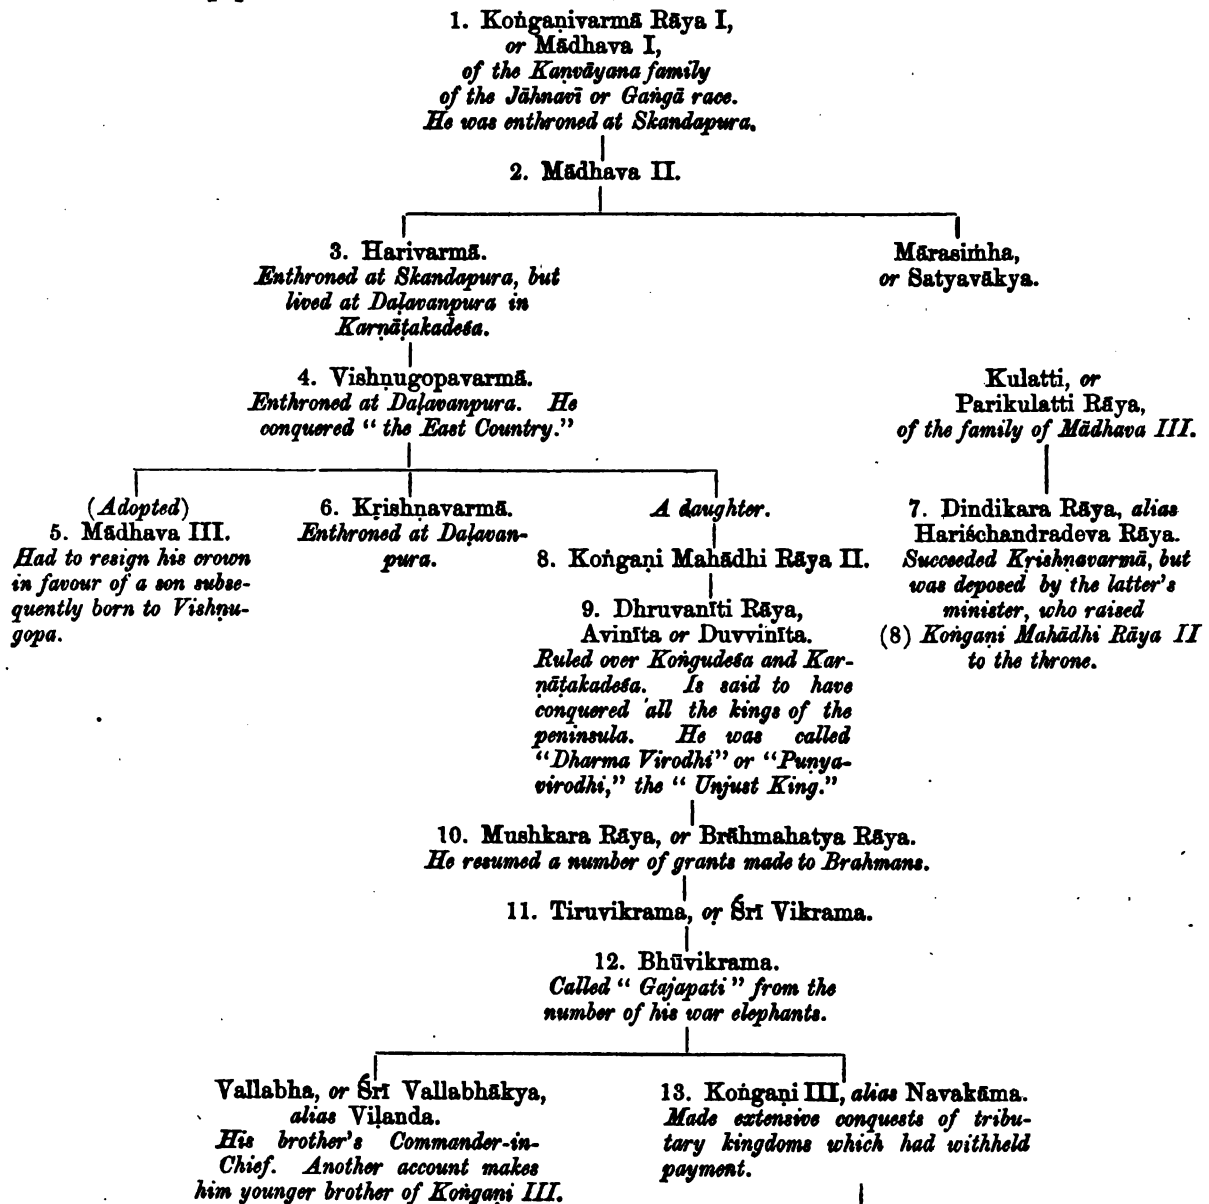 1. Koṅgaṇivarmā Rāya I,
or Mādhava I,
of the Kaṇvāyana family
of the Jāhnavī or Gaṅgā race.
He was enthroned at Skandapura.
2. Mādhava II.
3. Harivarmā.
Enthroned at Skandapura, but
lived at Daḷavanpura in
Karṇāṭakadeśa.
Mārasiṁha,
or Satyavākya.
4. Vishṇugopavarmā.
Enthroned at Daḷavanpura. He
conquered “ the East Country.”
Kulatti, or
Parikulatti Rāya,
of the family of Mādhava III.
(Adopted)
5. Mādhava III.
Had to resign his crown
in favour of a son subse-
quently born to Vishṇu-
gopa.
6. Kṛishṇavarmā.
Enthroned at Daḷavan-
pura.
A daughter.
8. Koṅgaṇi Mahādhi Rāya II.
9. Dhruvanīti Rāya,
Avinīta or Duvvinīta.
Ruled over Koṅgudeśa and Kar-
ṇāṭakadeśa. Is said to have
conquered all the kings of the
peninsula. He was called
“Dharma Virodhi” or “Puṇya-
virodhi,” the “ Unjust King.”
7. Dindikara Rāya, alias
Hariśchandradeva Rāya.
Succeeded Kṛishṇavarmā, but
was deposed by the latter’s
minister, who raised
(8) Koṅgaṇi Mahādhi Rāya II
to the throne.
10. Mushkara Rāya, or Brāhmahatya Rāya.
He resumed a number of grants made to Brahmans.
11. Tiruvikrama, or Śrī Vikrama.
12. Bhūvikrama.
Called “ Gajapati ” from the
number of his war elephants.
Vallabha, or Śrī Vallabhākya,
alias Viḷanda.
His brother’s Commander-in-
Chief. Another account makes
him younger brother of Koṅgaṇi III.
13. Koṅgaṇi III, alias Navakāma.
Made extensive conquests of tribu-
tary kingdoms which had withheld
payment.